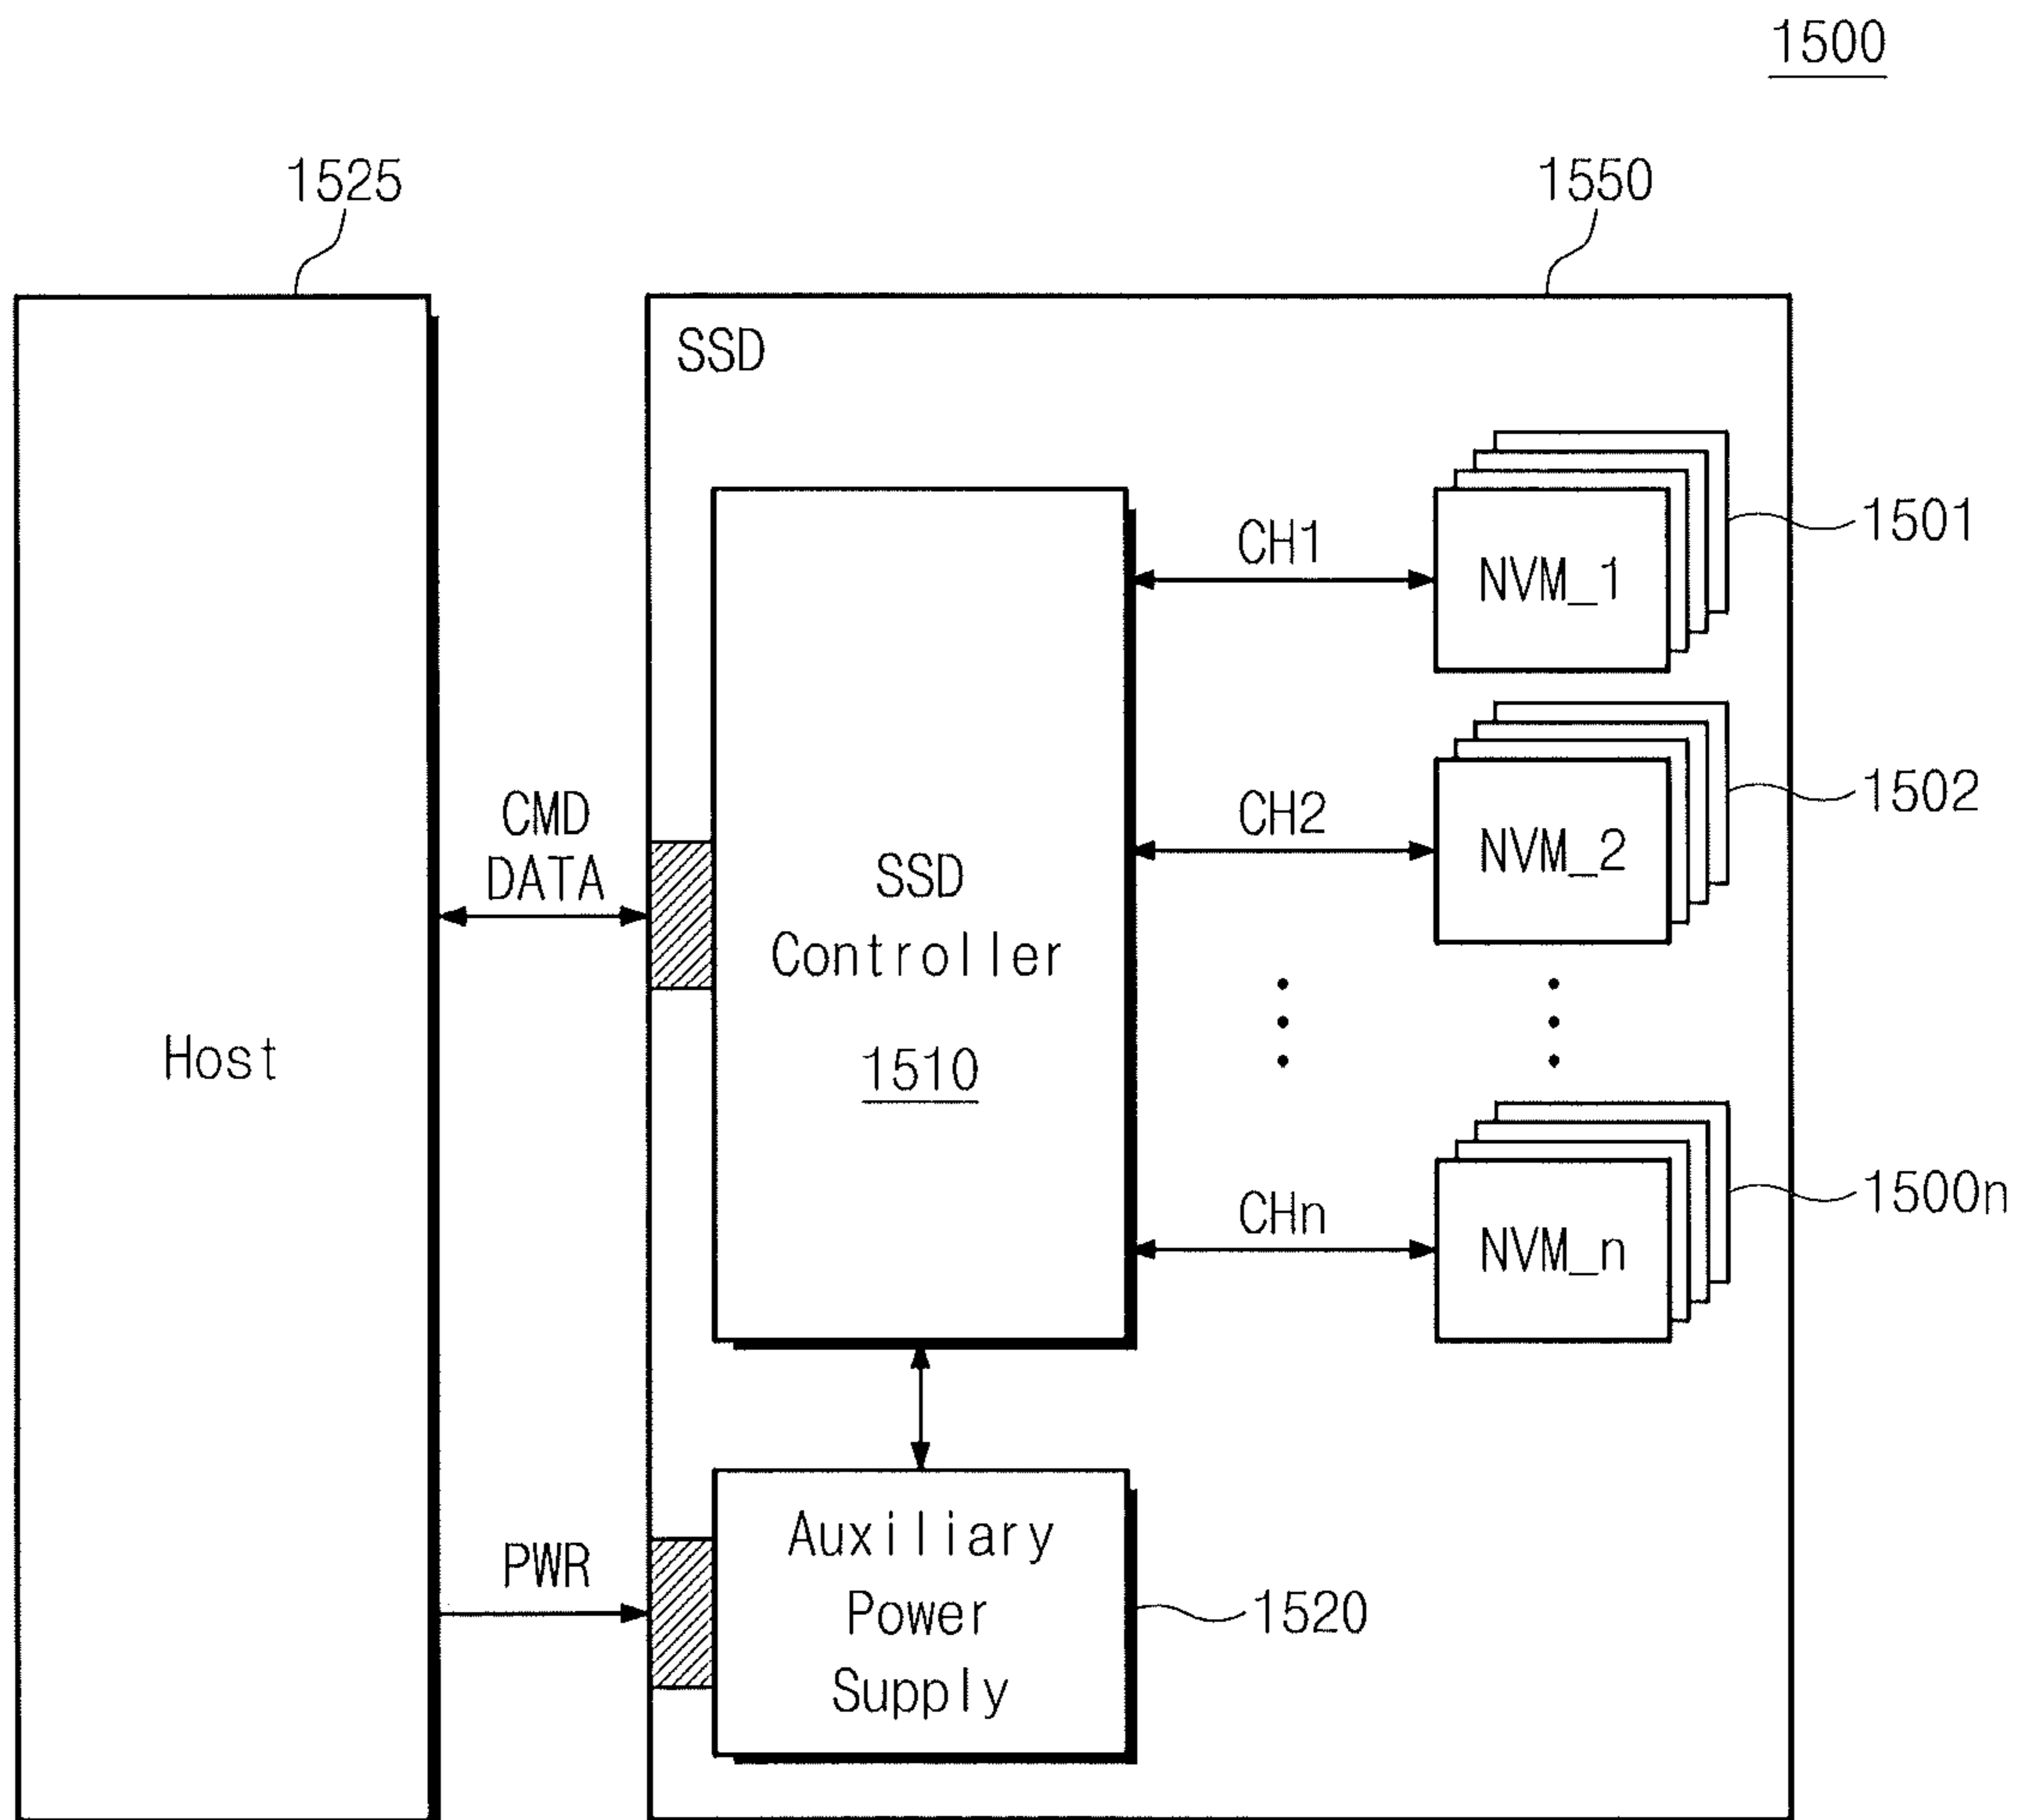 1500
1525
1550
SSD
1501
CH1
NVM_1
1502
CMD
DATA
CH2
NVM_2
SSD
Controller
1510
Host
1500n
CHn
NVM_n
PWR
Auxiliary
Power
Supply
1520